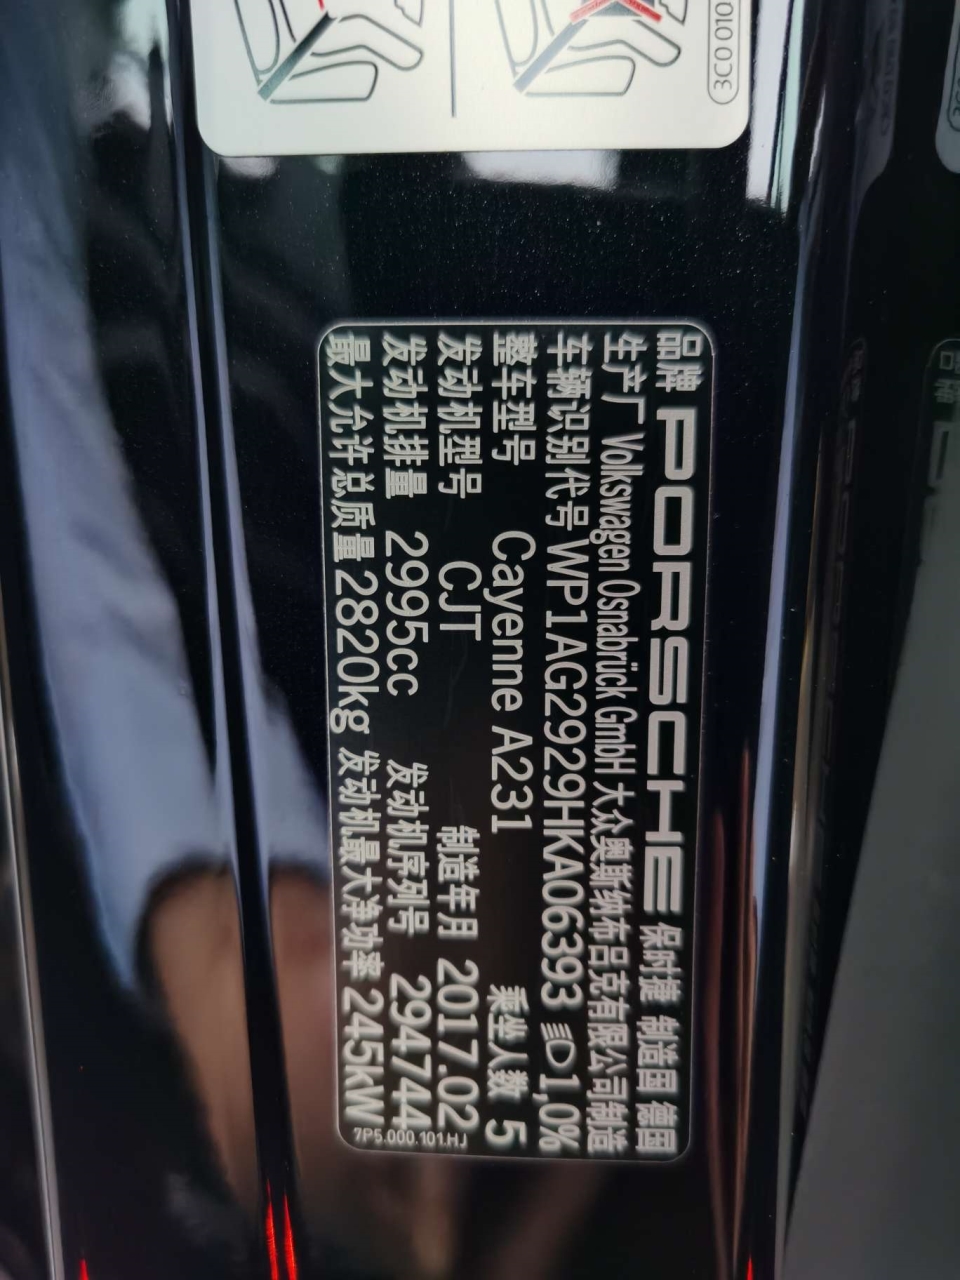 3C0 010
品牌 PORSCHE 保时捷 制造国 德国
生产厂 Volkswagen Osnabrück GmbH 大众奥斯纳布吕克有限公司制造
车辆识别代号 WP1AG2929HKA06393 1,0%
整车型号 Cayenne A231 乘坐人数 5
发动机型号 CJT 制造年月 2017.02
发动机排量 2995cc 发动机序列号 294744
最大允许总质量 2820kg 发动机最大净功率 245kW
7P5.000.101.HJ